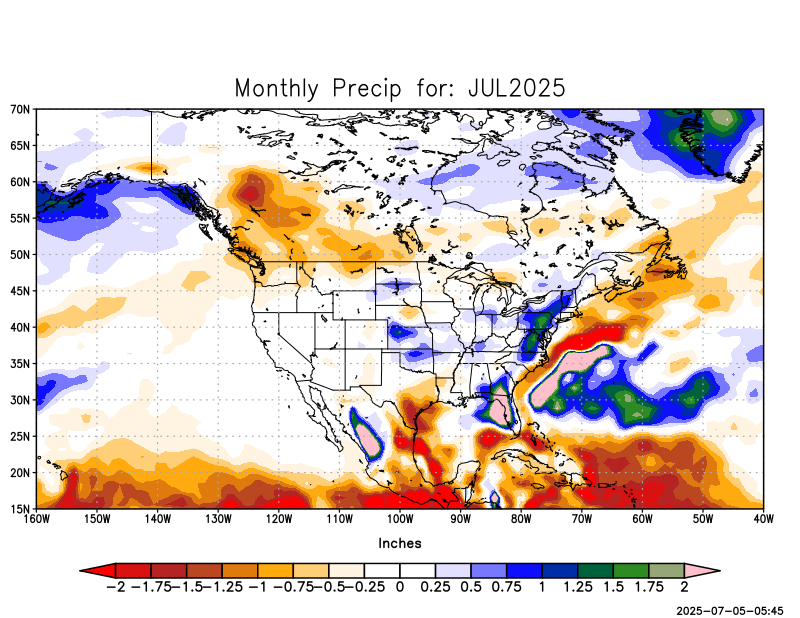 Monthly Precip for: JUL2025
70N
65N
60N
55N
50N
45N
40N
35N
30N
25N
20N
15N
160W 150W 140W 130W 120W 110W 100W 90W 80W 70W 60W 50W 40W
Inches
−2 −1.75 −1.5 −1.25 −1 −0.75 −0.5 −0.25 0 0.25 0.5 0.75 1 1.25 1.5 1.75 2
2025-07-05-05:45